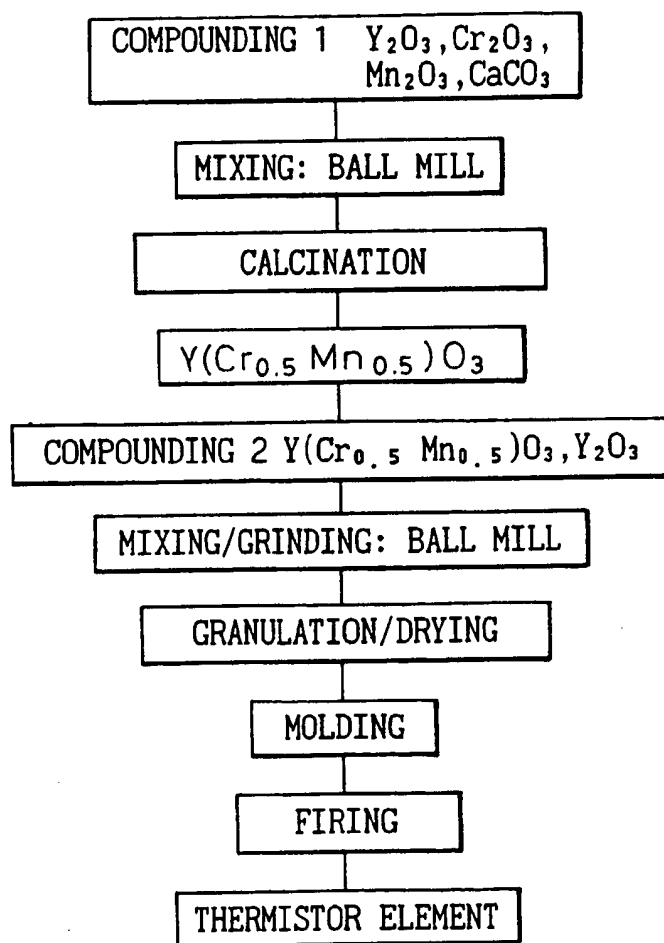 COMPOUNDING 1 Y₂O₃,Cr₂O₃,
Mn₂O₃,CaCO₃
MIXING: BALL MILL
CALCINATION
Y(Cr₀.₅ Mn₀.₅)O₃
COMPOUNDING 2 Y(Cr₀.₅ Mn₀.₅)O₃,Y₂O₃
MIXING/GRINDING: BALL MILL
GRANULATION/DRYING
MOLDING
FIRING
THERMISTOR ELEMENT